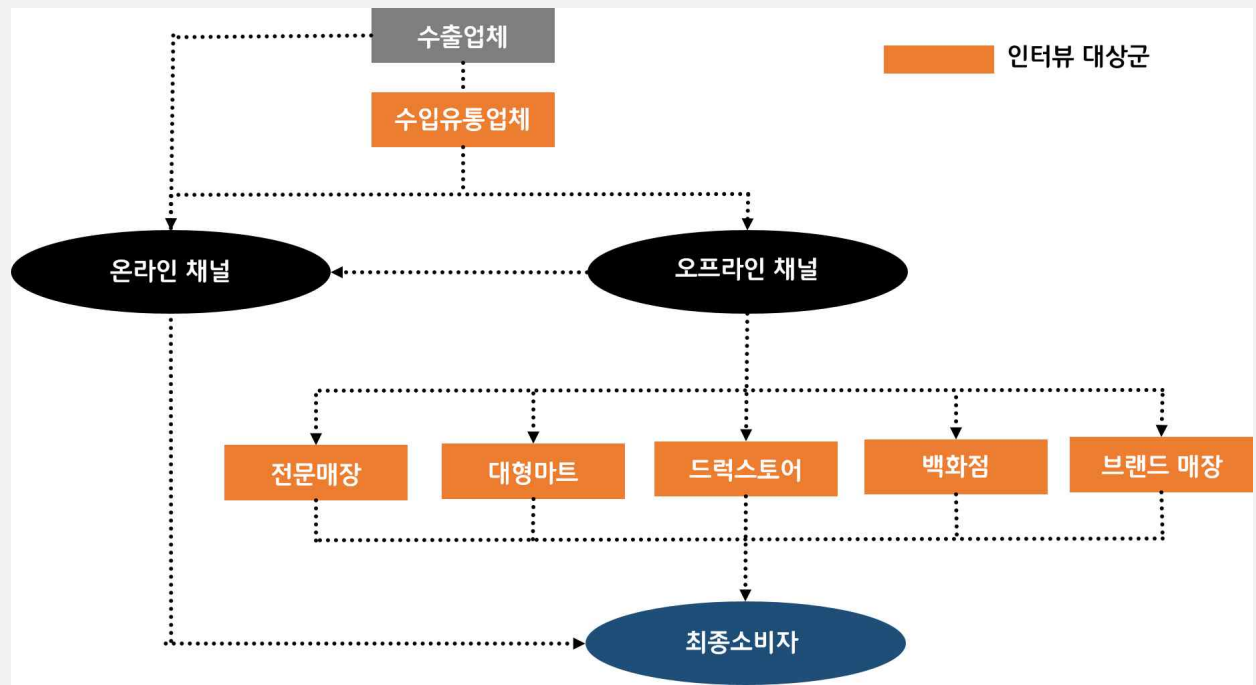 수출업체
인터뷰 대상군
수입유통업체
온라인 채널
오프라인 채널
전문매장
대형마트
드럭스토어
백화점
브랜드 매장
최종소비자